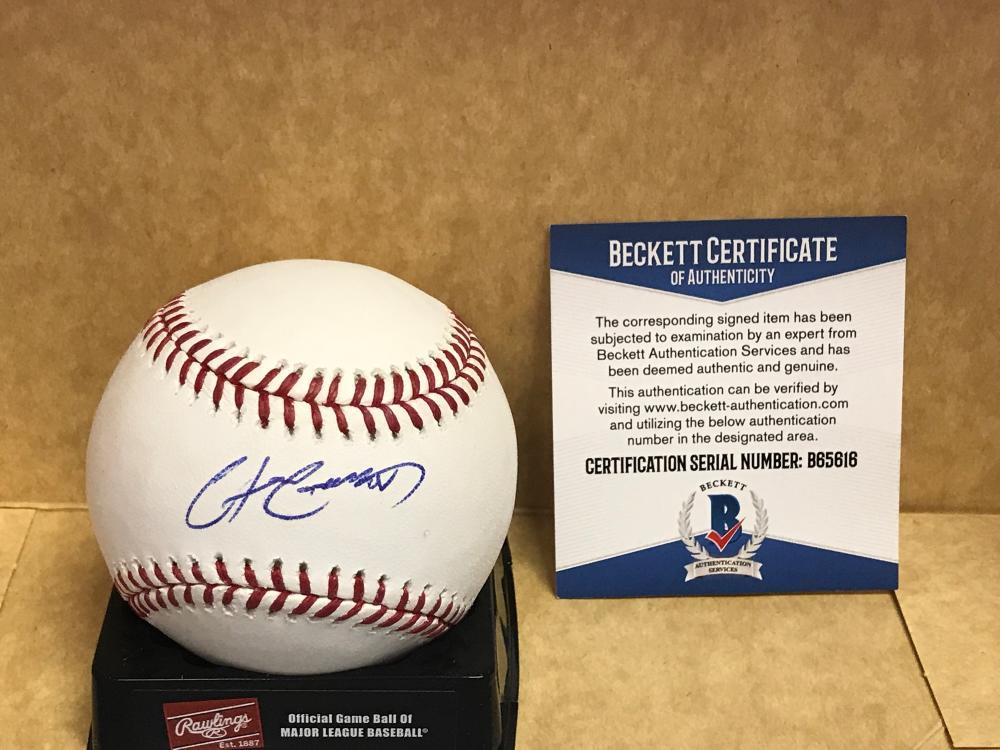 BECKETT CERTIFICATE
OF AUTHENTICITY
The corresponding signed item has been
subjected to examination by an expert from
Beckett Authentication Services and has
been deemed authentic and genuine.
This authentication can be verified by
visiting www.beckett-authentication.com
and utilizing the below authentication
number in the designated area.
CERTIFICATION SERIAL NUMBER: B65616
BECKETT
B
AUTHENTICATION
SERVICES
Rawlings
Est. 1887
Official Game Ball Of
MAJOR LEAGUE BASEBALL®